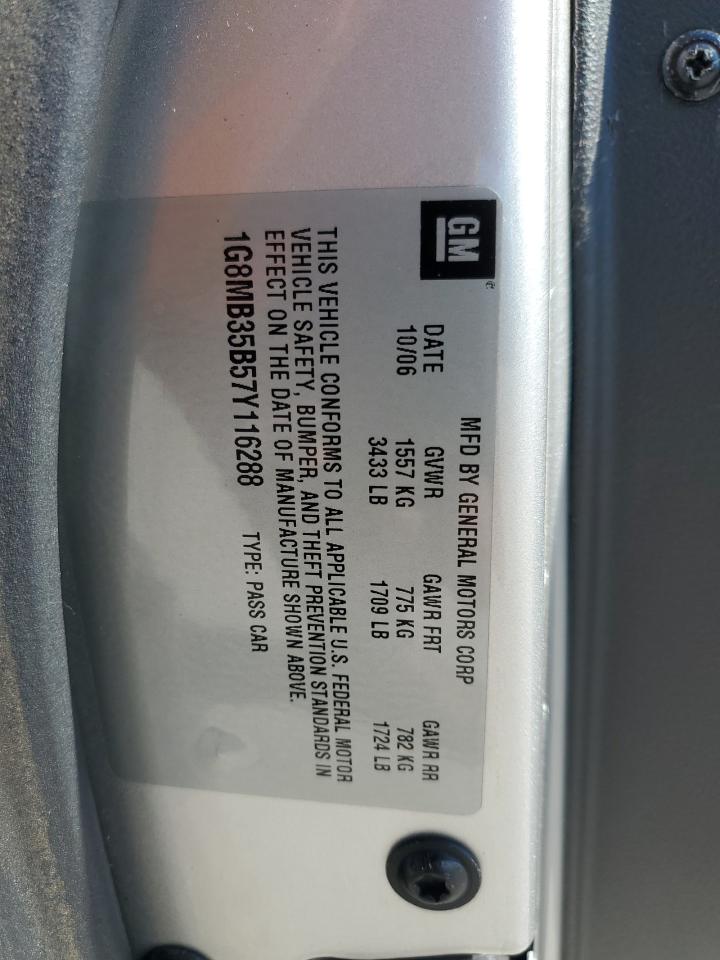 GM
MFD BY GENERAL MOTORS CORP
DATE GVWR GAWR FRT GAWR RR
10/06 1557 KG 775 KG 782 KG
3433 LB 1709 LB 1724 LB
THIS VEHICLE CONFORMS TO ALL APPLICABLE U.S. FEDERAL MOTOR
VEHICLE SAFETY, BUMPER, AND THEFT PREVENTION STANDARDS IN
EFFECT ON THE DATE OF MANUFACTURE SHOWN ABOVE.
1G8MB35B57Y116288 TYPE: PASS CAR